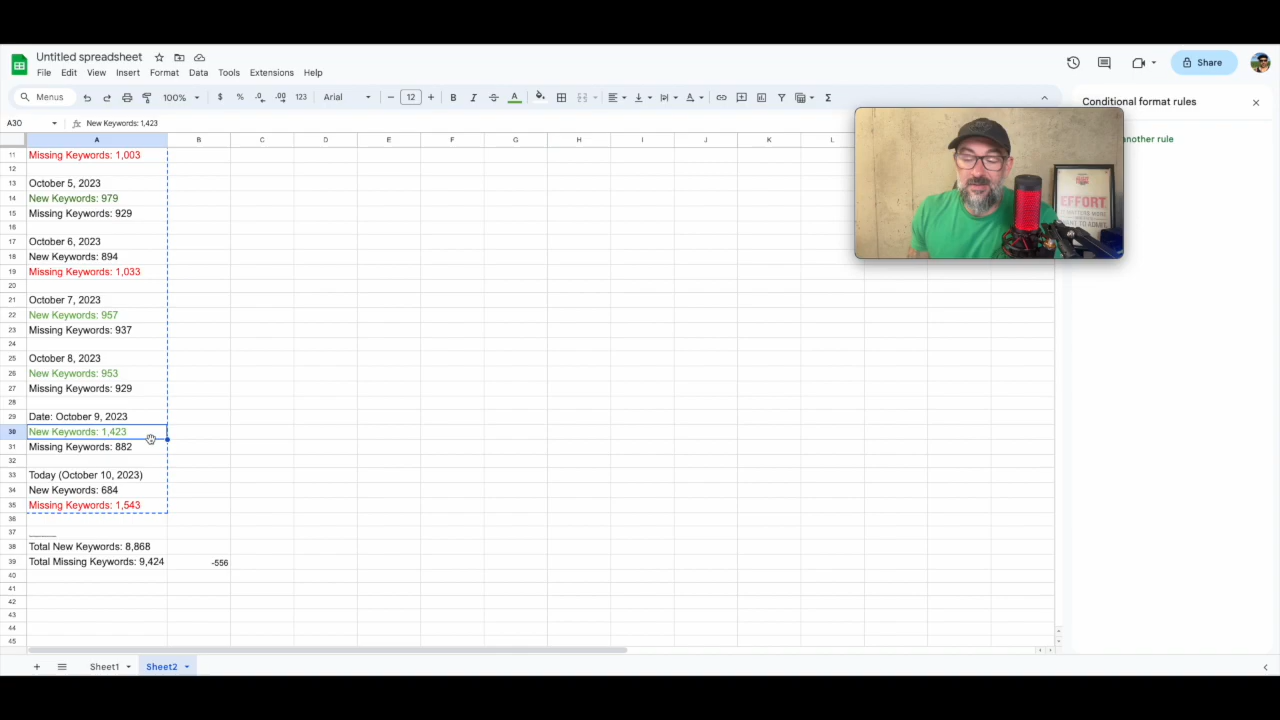 Untitled spreadsheet
File Edit View Insert Format Data Tools Extensions Help
Share
Menus 100% $ % .0 .00 123 Arial 12 B I S A Σ
Conditional format rules
another rule
A30 fx New Keywords: 1,423
A B C D E F G H I J K L
11 Missing Keywords: 1,003
12
13 October 5, 2023
14 New Keywords: 979
15 Missing Keywords: 929
16
17 October 6, 2023
18 New Keywords: 894
19 Missing Keywords: 1,033
20
21 October 7, 2023
22 New Keywords: 957
23 Missing Keywords: 937
24
25 October 8, 2023
26 New Keywords: 953
27 Missing Keywords: 929
28
29 Date: October 9, 2023
30 New Keywords: 1,423
31 Missing Keywords: 882
32
33 Today (October 10, 2023)
34 New Keywords: 684
35 Missing Keywords: 1,543
36
37 ____
38 Total New Keywords: 8,868
39 Total Missing Keywords: 9,424 -556
40
41
42
43
44
45
EFFORT
Sheet1 Sheet2